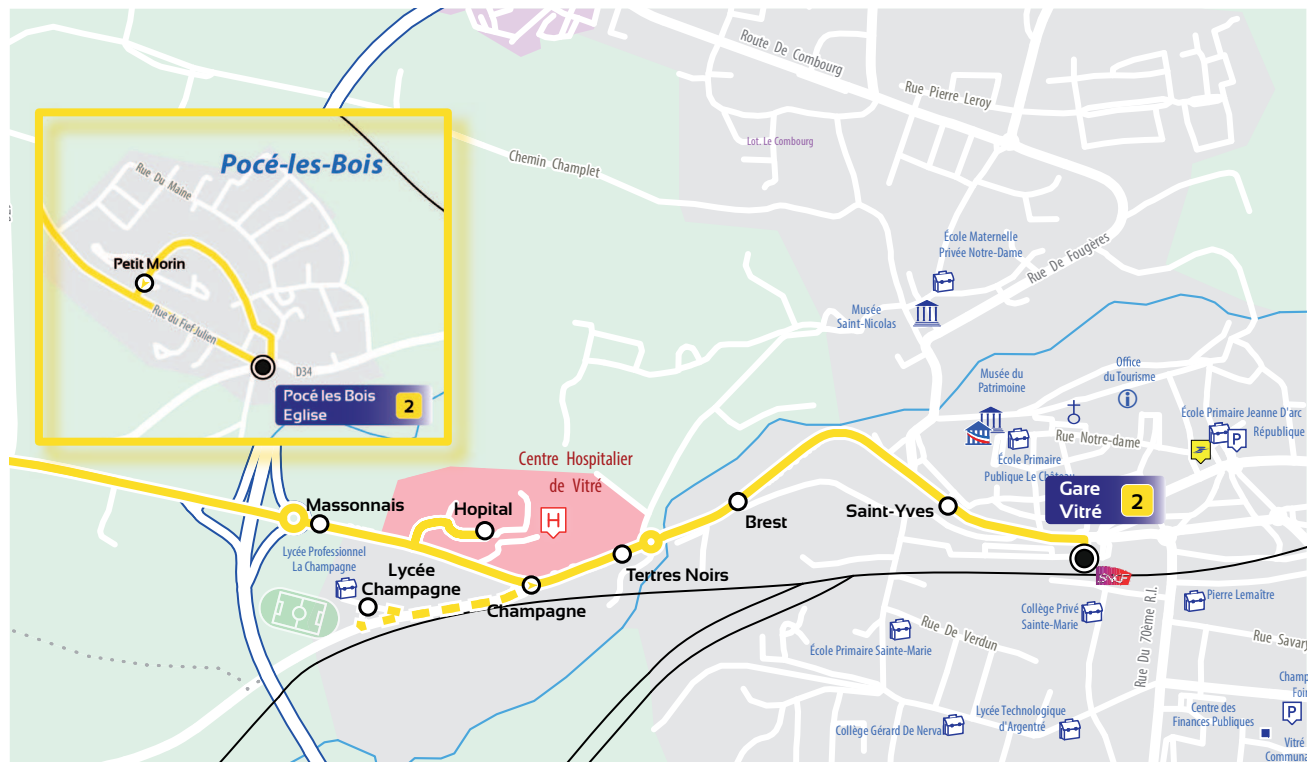 Route De Combourg
Rue Pierre Leroy
Lot. Le Combourg
Chemin Champlet
Pocé-les-Bois
Rue Du Maine
Petit Morin
Rue du Fief Julien
D34
Pocé les Bois
Eglise
2
École Maternelle
Privée Notre-Dame
Rue De Fougères
Musée
Saint-Nicolas
Musée du
Patrimoine
Office
du Tourisme
i
École Primaire Jeanne D'arc
P
République
Rue Notre-dame
École Primaire
Publique Le Château
Gare
Vitré
2
Centre Hospitalier
de Vitré
H
Massonnais
Hopital
Brest
Saint-Yves
Lycée Professionnel
La Champagne
Lycée
Champagne
Champagne
Tertres Noirs
SNCF
Collège Privé
Sainte-Marie
Pierre Lemaître
Rue Du 70ème R.I.
Rue De Verdun
École Primaire Sainte-Marie
Rue Savary
Champ
Foir
P
Centre des
Finances Publiques
Vitré
Communa
Lycée Technologique
d'Argentré
Collège Gérard De Nerval